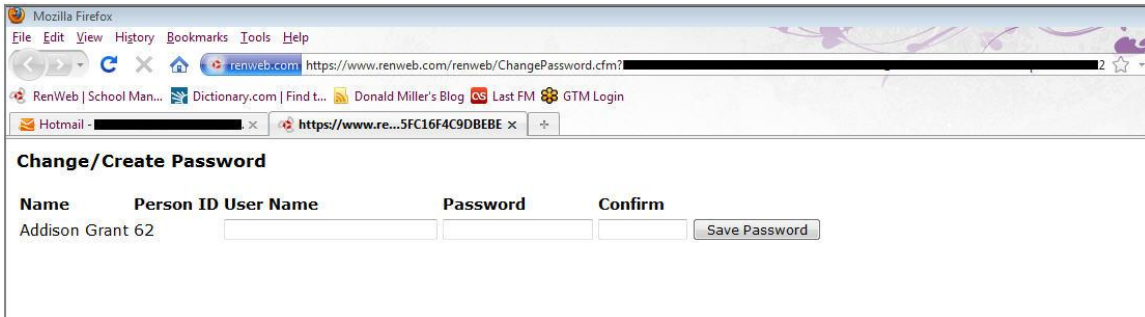 Mozilla Firefox
File Edit View History Bookmarks Tools Help
renweb.com https://www.renweb.com/renweb/ChangePassword.cfm? 2
RenWeb | School Man... Dictionary.com | Find t... Donald Miller's Blog Last FM GTM Login
Hotmail - https://www.re...5FC16F4C9DBEBE
Change/Create Password
Name Person ID User Name Password Confirm
Addison Grant 62 Save Password